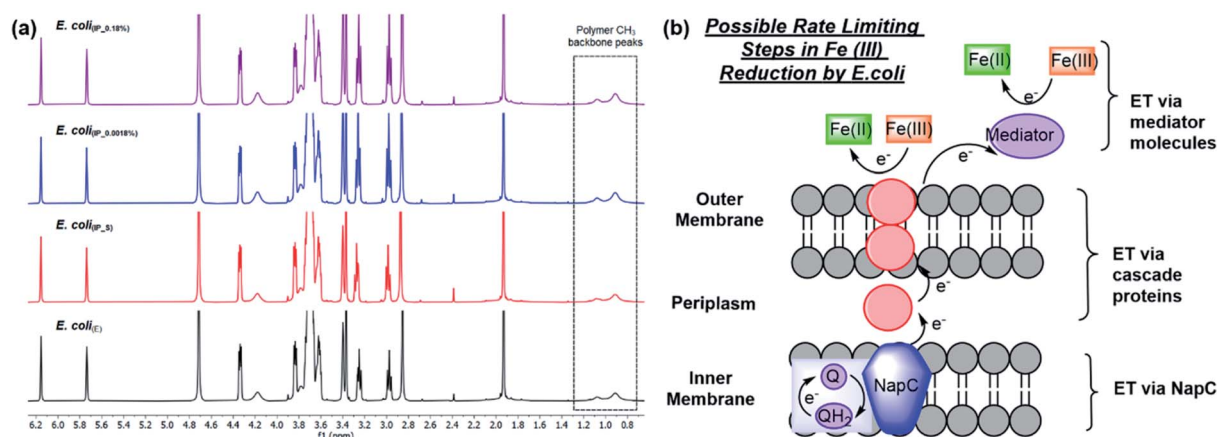 (a)
E. coli(IP_0.18%)
Polymer CH3
backbone peaks
E. coli(IP_0.0018%)
E. coli(IP_S)
E. coli(E)
6.2 6.0 5.8 5.6 5.4 5.2 5.0 4.8 4.6 4.4 4.2 4.0 3.8 3.6 3.4 3.2 3.0 2.8 2.6 2.4 2.2 2.0 1.8 1.6 1.4 1.2 1.0 0.8
f1 (ppm)
(b)
Possible Rate Limiting
Steps in Fe (III)
Reduction by E.coli
Fe(II)
Fe(III)
e-
Mediator
ET via
mediator
molecules
Fe(II)
Fe(III)
e-
e-
Outer
Membrane
ET via
cascade
proteins
Periplasm
e-
e-
Inner
Membrane
Q
e-
QH2
NapC
ET via NapC